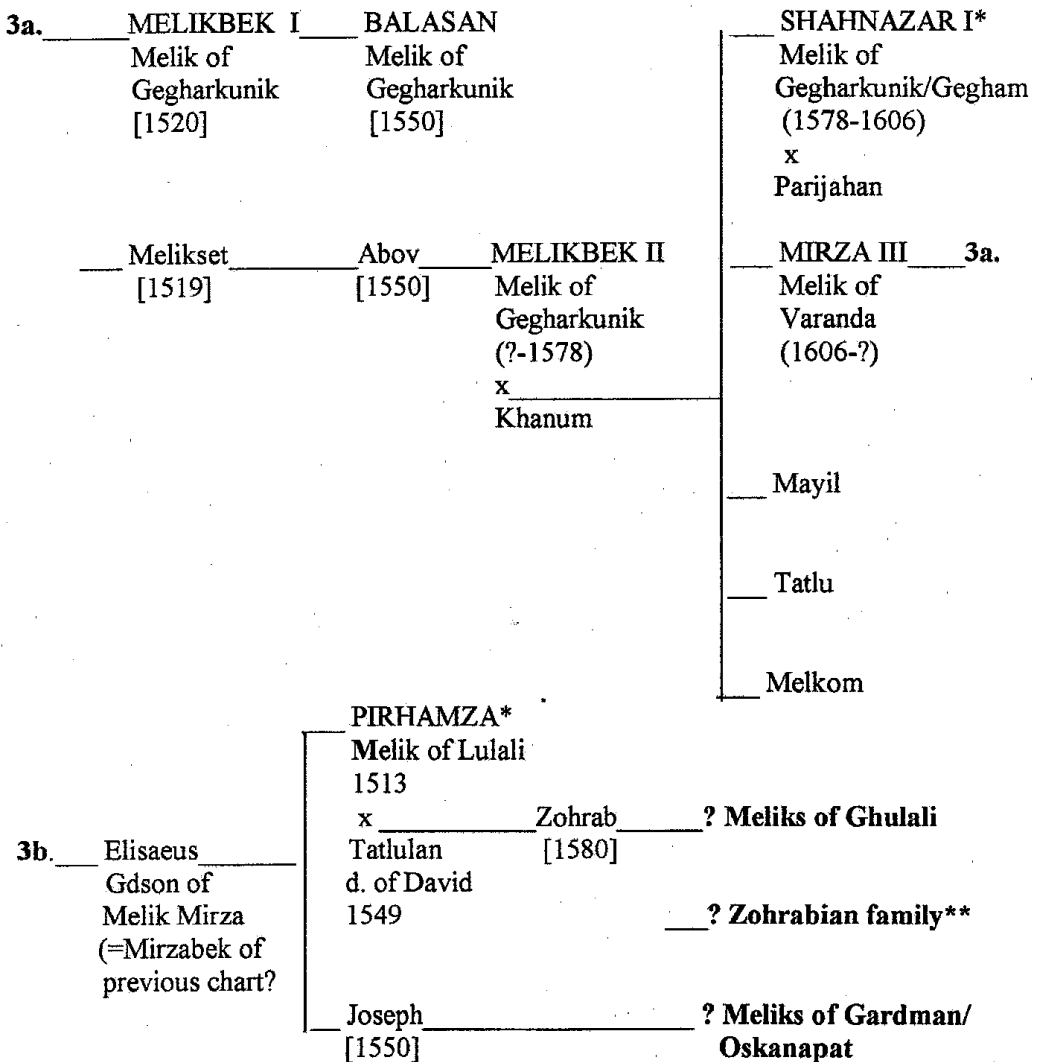 3a. MELIKBEK I BALASAN SHAHNAZAR I*
Melik of Melik of Melik of
Gegharkunik Gegharkunik Gegharkunik/Gegham
[1520] [1550] (1578-1606)
x
Parijahan
Melikset Abov MELIKBEK II MIRZA III 3a.
[1519] [1550] Melik of Melik of
Gegharkunik Varanda
(?-1578) (1606-?)
x
Khanum
Mayil
Tatlu
Melkom
PIRHAMZA*
Melik of Lulali
1513
x Zohrab ? Meliks of Ghulali
3b. Elisaeus Tatlulan [1580]
Gdson of d. of David
Melik Mirza 1549 ? Zohrabian family**
(=Mirzabek of
previous chart?
Joseph ? Meliks of Gardman/
[1550] Oskanapat